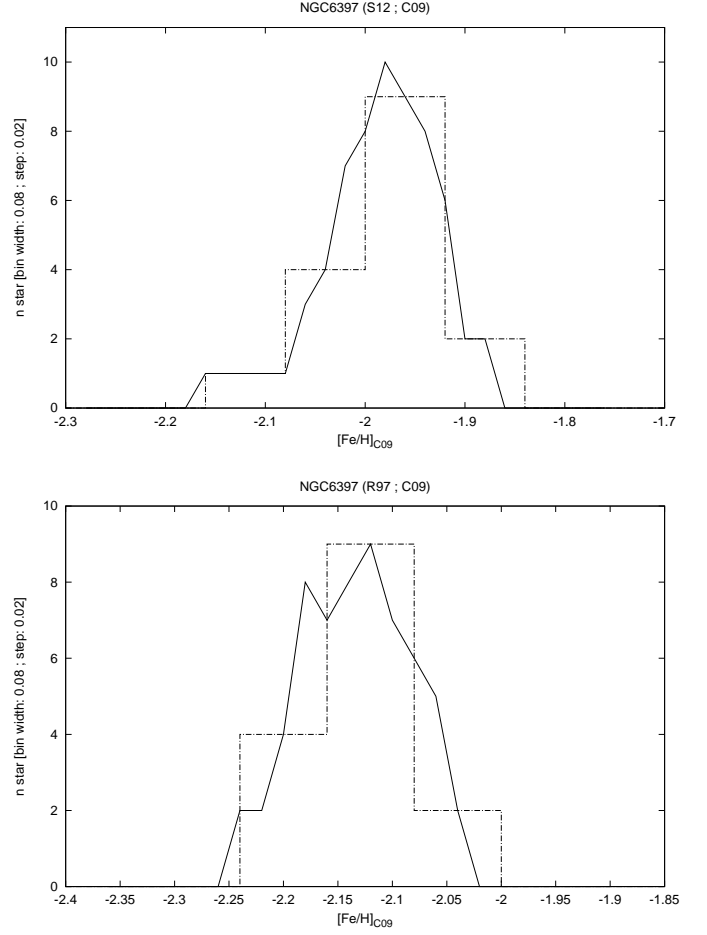 NGC6397 (S12 ; C09)
10
8
6
4
2
0
n star [bin width: 0.08 ; step: 0.02]
-2.3 -2.2 -2.1 -2 -1.9 -1.8 -1.7
[Fe/H]C09
NGC6397 (R97 ; C09)
10
8
6
4
2
0
n star [bin width: 0.08 ; step: 0.02]
-2.4 -2.35 -2.3 -2.25 -2.2 -2.15 -2.1 -2.05 -2 -1.95 -1.9 -1.85
[Fe/H]C09